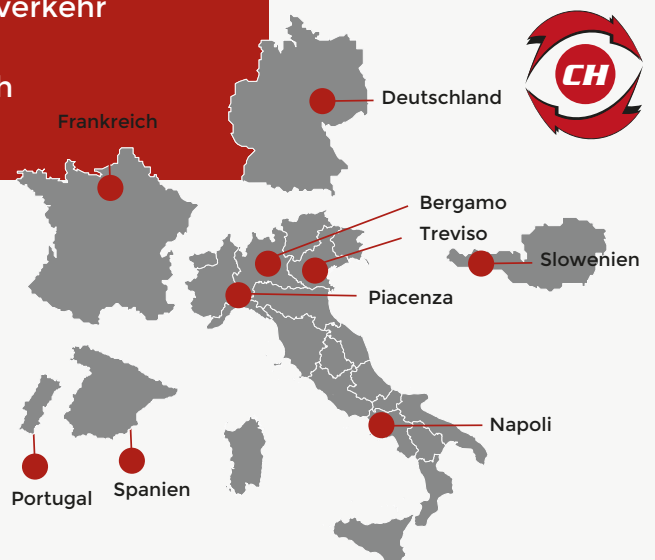 verkehr
h
Frankreich
Deutschland
CH
Bergamo
Treviso
Slowenien
Piacenza
Napoli
Portugal
Spanien